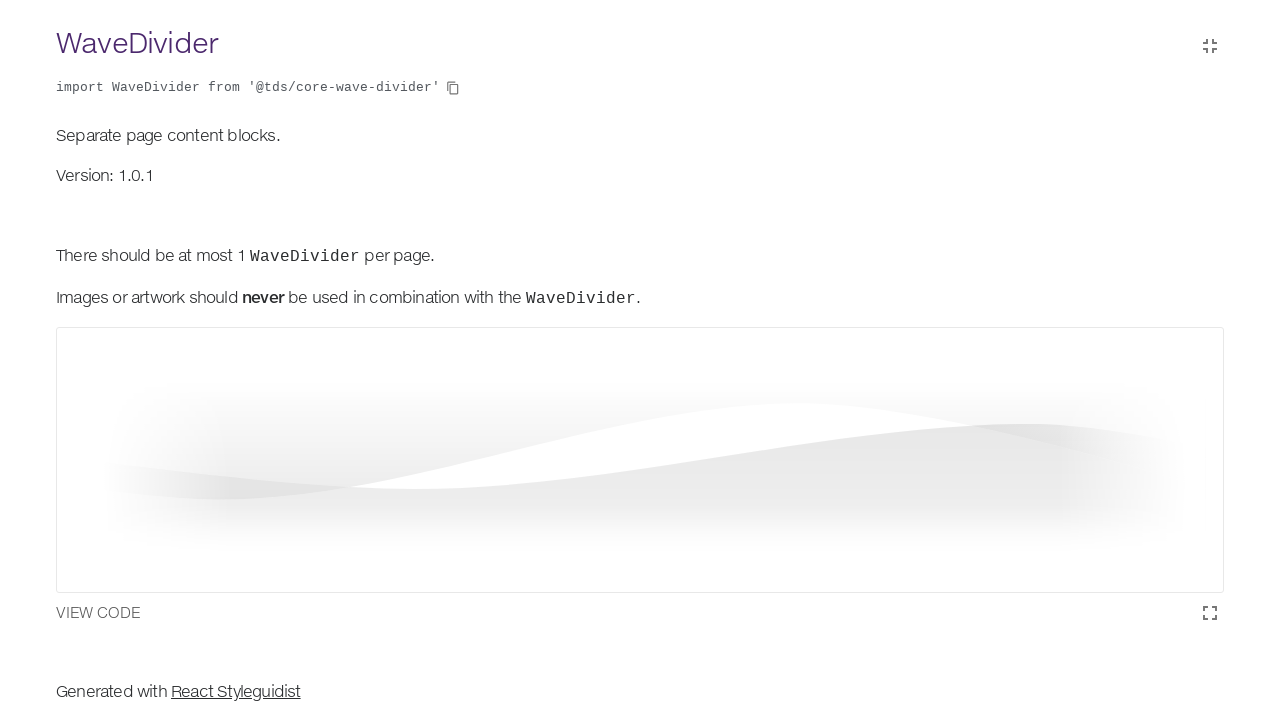 WaveDivider
import WaveDivider from '@tds/core-wave-divider'
Separate page content blocks.
Version: 1.0.1
There should be at most 1 WaveDivider per page.
Images or artwork should never be used in combination with the WaveDivider.
VIEW CODE
Generated with React Styleguidist